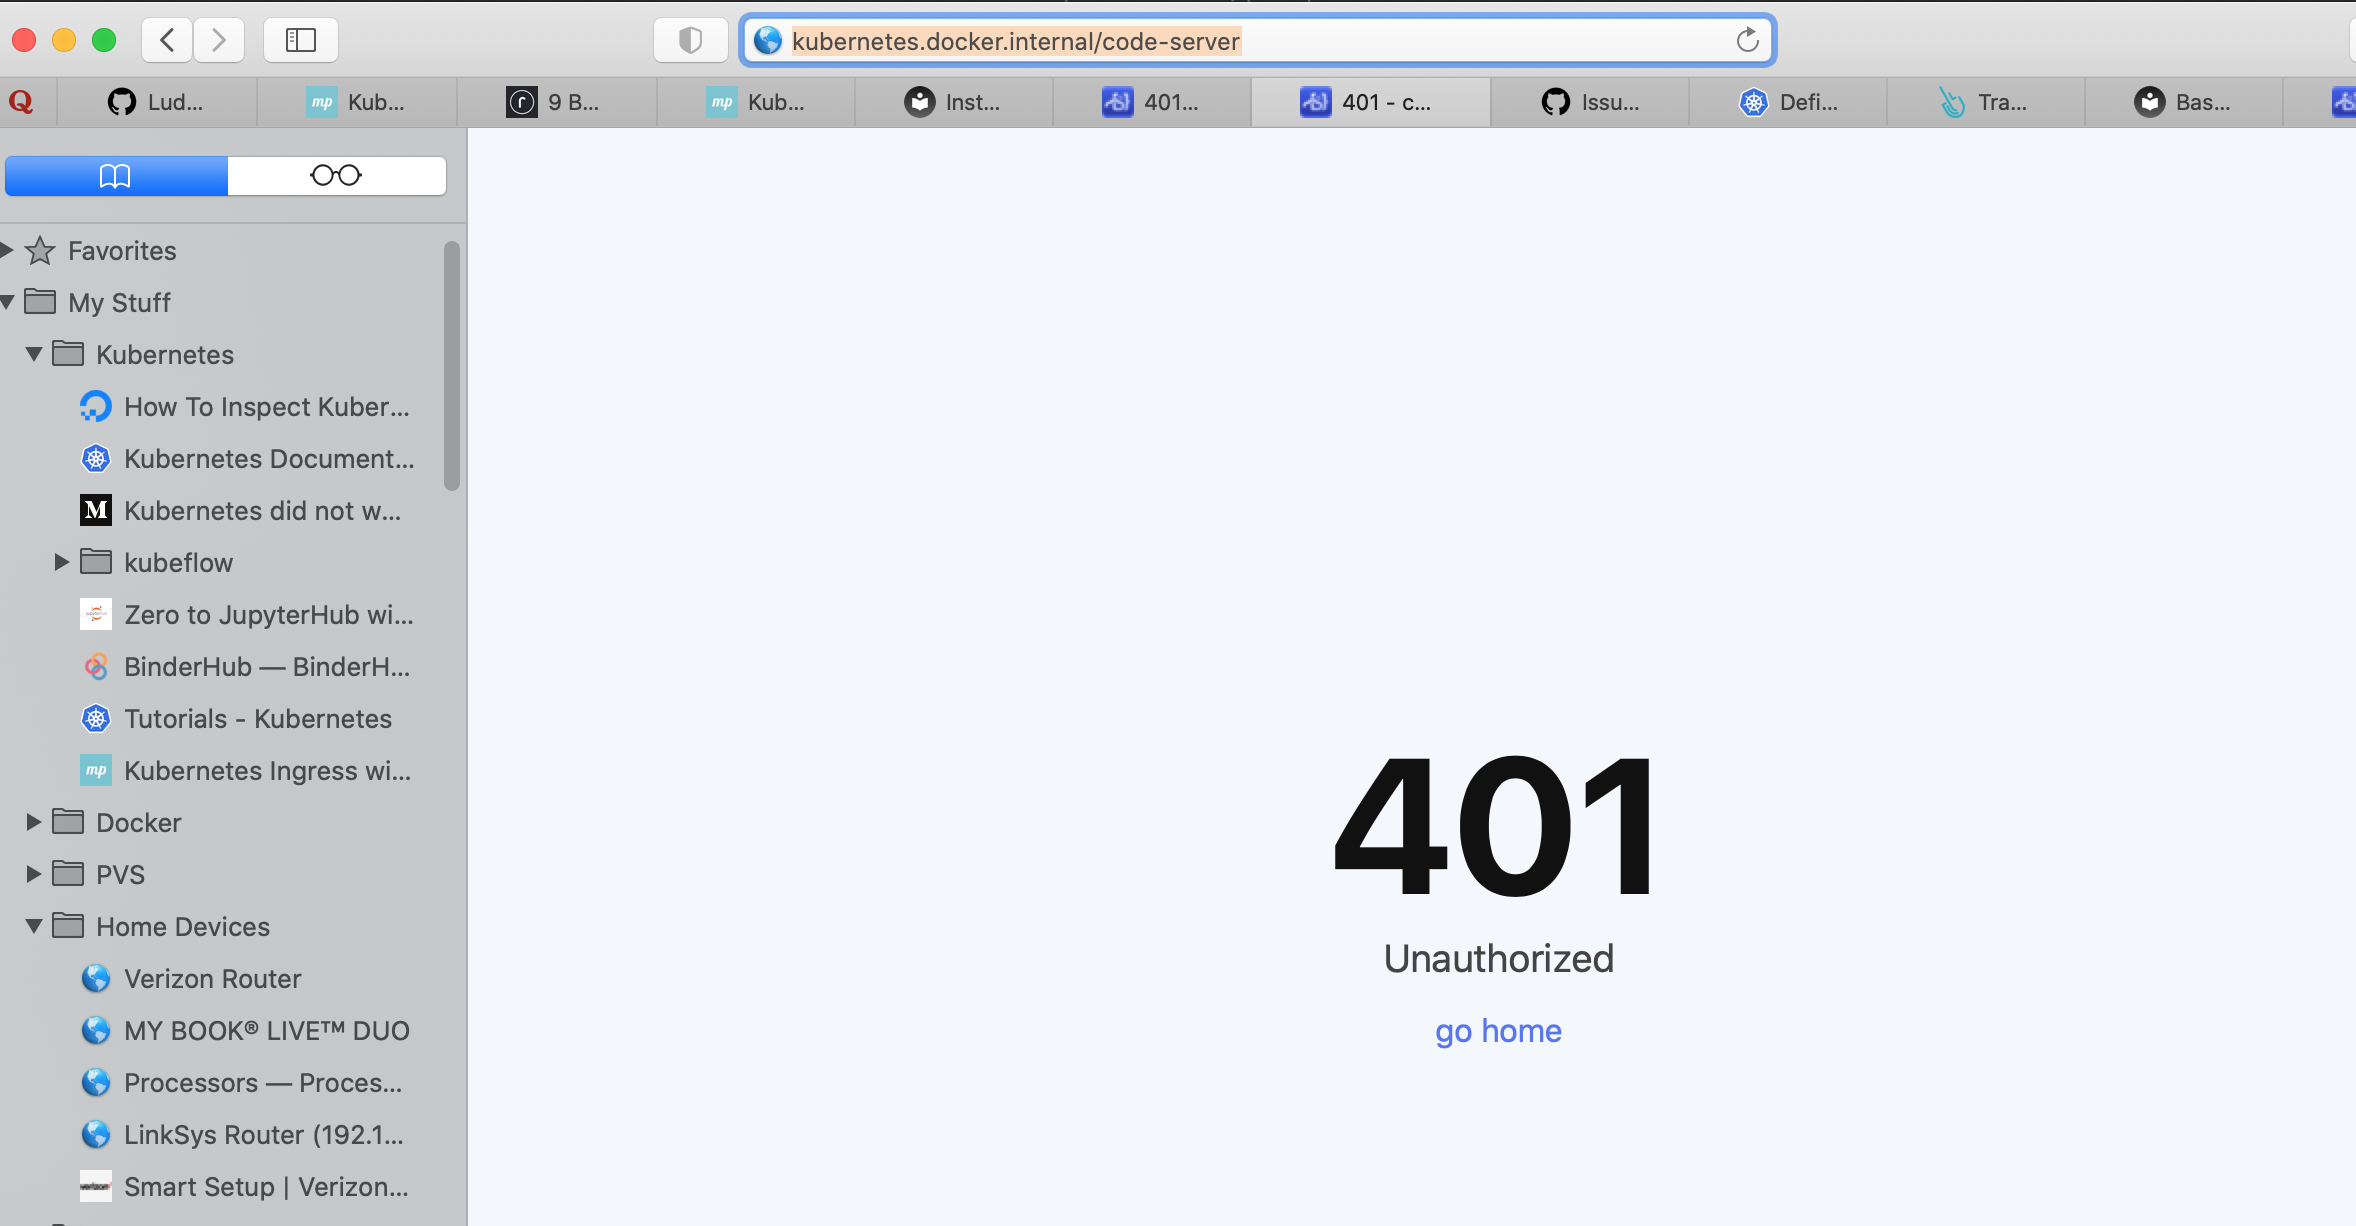 kubernetes.docker.internal/code-server
Q Lud... mp Kub... r 9 B... mp Kub... Inst... 401... 401 - c... Issu... Defi... Tra... Bas...
Favorites
My Stuff
Kubernetes
How To Inspect Kuber...
Kubernetes Document...
M Kubernetes did not w...
kubeflow
Zero to JupyterHub wi...
BinderHub — BinderH...
Tutorials - Kubernetes
mp Kubernetes Ingress wi...
Docker
PVS
Home Devices
Verizon Router
MY BOOK® LIVE™ DUO
Processors — Proces...
LinkSys Router (192.1...
Smart Setup | Verizon...
401
Unauthorized
go home